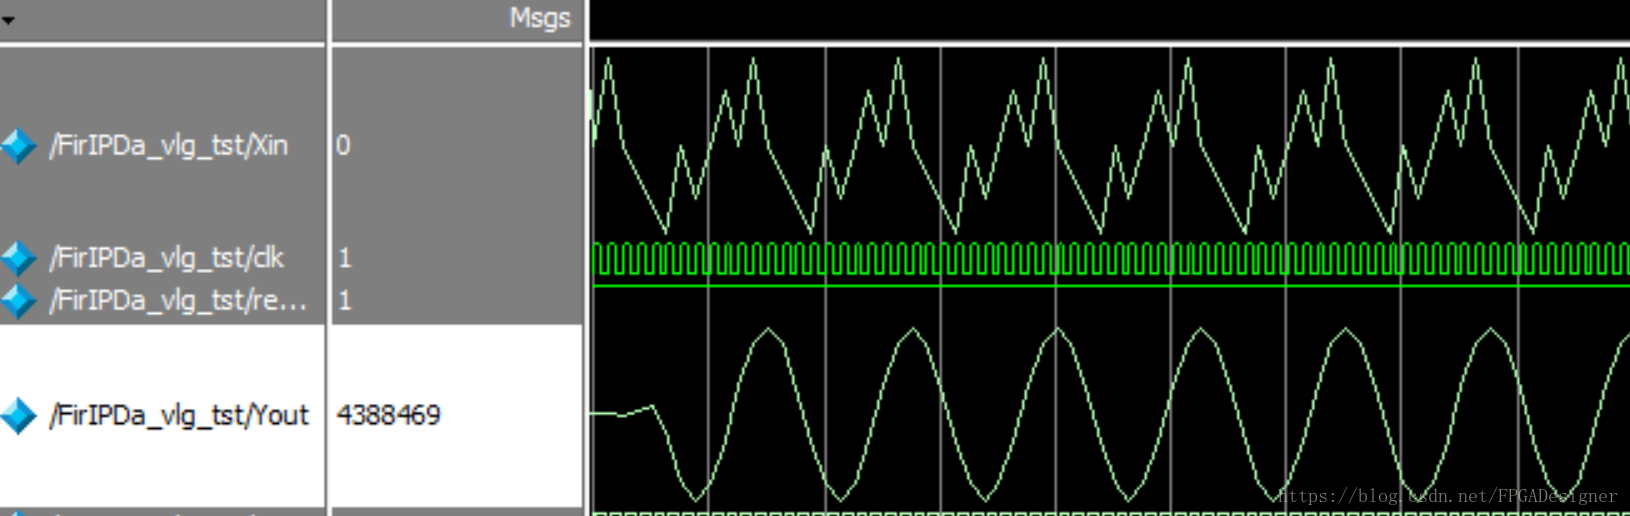 Msgs
/FirIPDa_vlg_tst/Xin 0
/FirIPDa_vlg_tst/clk 1
/FirIPDa_vlg_tst/re... 1
/FirIPDa_vlg_tst/Yout 4388469
https://blog.csdn.net/FPGADesigner